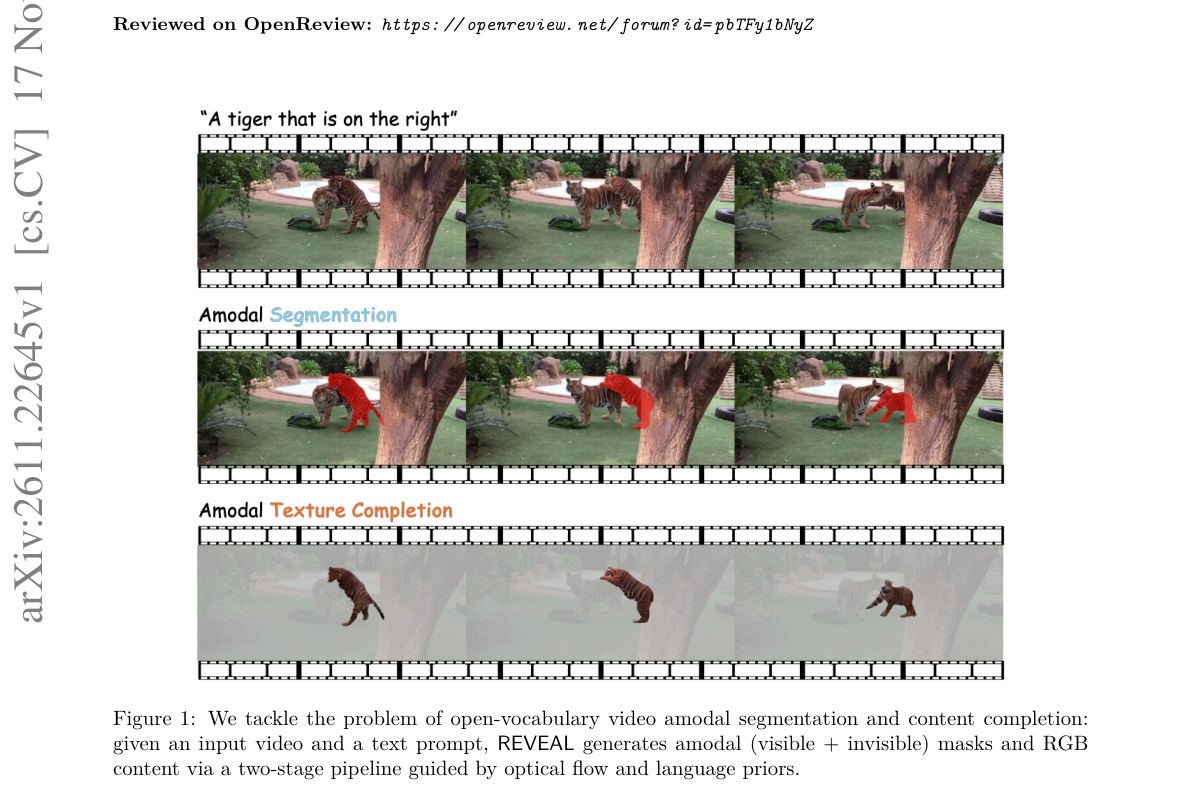 Reviewed on OpenReview: https://openreview.net/forum?id=pbTFy1bNyZ
arXiv:2611.22645v1 [cs.CV] 17
“A tiger that is on the right”
Amodal Segmentation
Amodal Texture Completion
Figure 1: We tackle the problem of open-vocabulary video amodal segmentation and content completion:
given an input video and a text prompt, REVEAL generates amodal (visible + invisible) masks and RGB
content via a two-stage pipeline guided by optical flow and language priors.